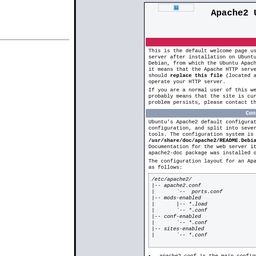 Apache2 U
This is the default welcome page us
server after installation on Ubuntu
Debian, from which the Ubuntu Apach
it means that the Apache HTTP serve
should replace this file (located a
operate your HTTP server.
If you are a normal user of this we
probably means that the site is cur
problem persists, please contact th
Con
Ubuntu's Apache2 default configurat
configuration, and split into sever
tools. The configuration system is
/usr/share/doc/apache2/README.Debia
Documentation for the web server it
apache2-doc package was installed o
The configuration layout for an Apa
as follows:
/etc/apache2/
|-- apache2.conf
|       `--  ports.conf
|-- mods-enabled
|       |-- *.load
|       `-- *.conf
|-- conf-enabled
|       `-- *.conf
|-- sites-enabled
|       `-- *.conf